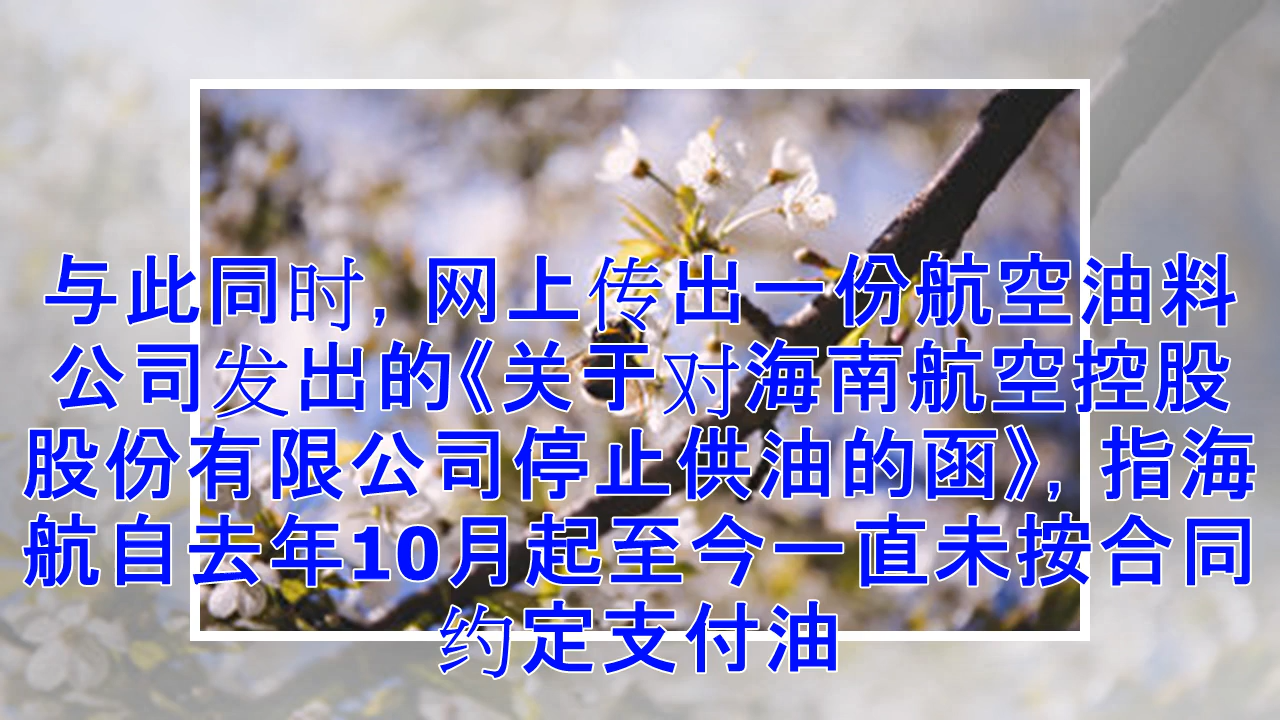 与此同时，网上传出一份航空油料
公司发出的《关于对海南航空控股
股份有限公司停止供油的函》，指海
航自去年10月起至今一直未按合同
约定支付油